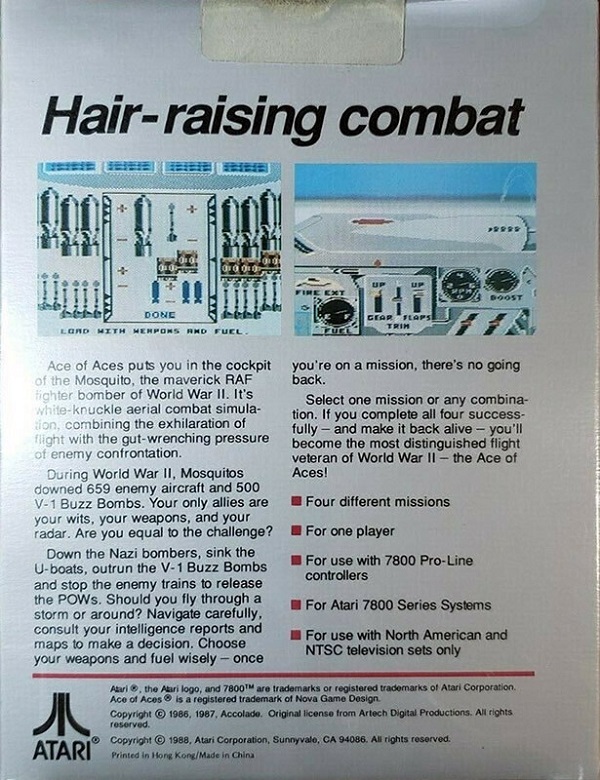 Hair-raising combat
DONE
LOAD WITH WEAPONS AND FUEL.
FIRE EXT
FUEL
UP
UP
GEAR
FLAPS
TRIM
RPM
BOOST
Ace of Aces puts you in the cockpit
of the Mosquito, the maverick RAF
fighter bomber of World War II. It's
white-knuckle aerial combat simula-
tion, combining the exhilaration of
flight with the gut-wrenching pressure
of enemy confrontation.
During World War II, Mosquitos
downed 659 enemy aircraft and 500
V-1 Buzz Bombs. Your only allies are
your wits, your weapons, and your
radar. Are you equal to the challenge?
Down the Nazi bombers, sink the
U-boats, outrun the V-1 Buzz Bombs
and stop the enemy trains to release
the POWs. Should you fly through a
storm or around? Navigate carefully,
consult your intelligence reports and
maps to make a decision. Choose
your weapons and fuel wisely – once
you're on a mission, there's no going
back.
Select one mission or any combina-
tion. If you complete all four success-
fully – and make it back alive – you'll
become the most distinguished flight
veteran of World War II – the Ace of
Aces!
Four different missions
For one player
For use with 7800 Pro-Line
controllers
For Atari 7800 Series Systems
For use with North American and
NTSC television sets only
Atari ®, the Atari logo, and 7800™ are trademarks or registered trademarks of Atari Corporation.
Ace of Aces ® is a registered trademark of Nova Game Design.
Copyright © 1986, 1987, Accolade. Original license from Artech Digital Productions. All rights
reserved.
Copyright © 1988, Atari Corporation, Sunnyvale, CA 94086. All rights reserved.
Printed in Hong Kong/Made in China
ATARI®